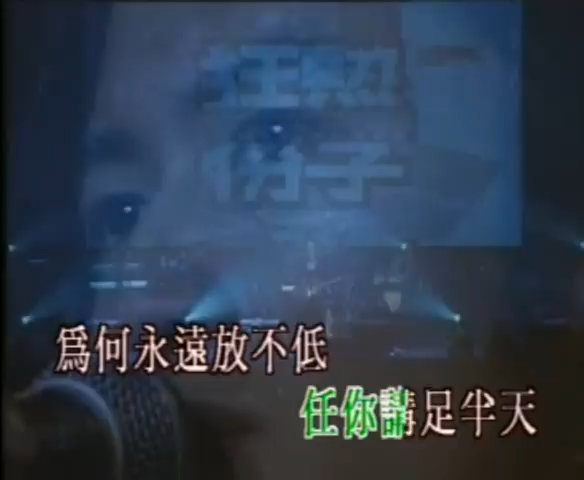 狂熱
份子
爲何永遠放不低
任你講足半天